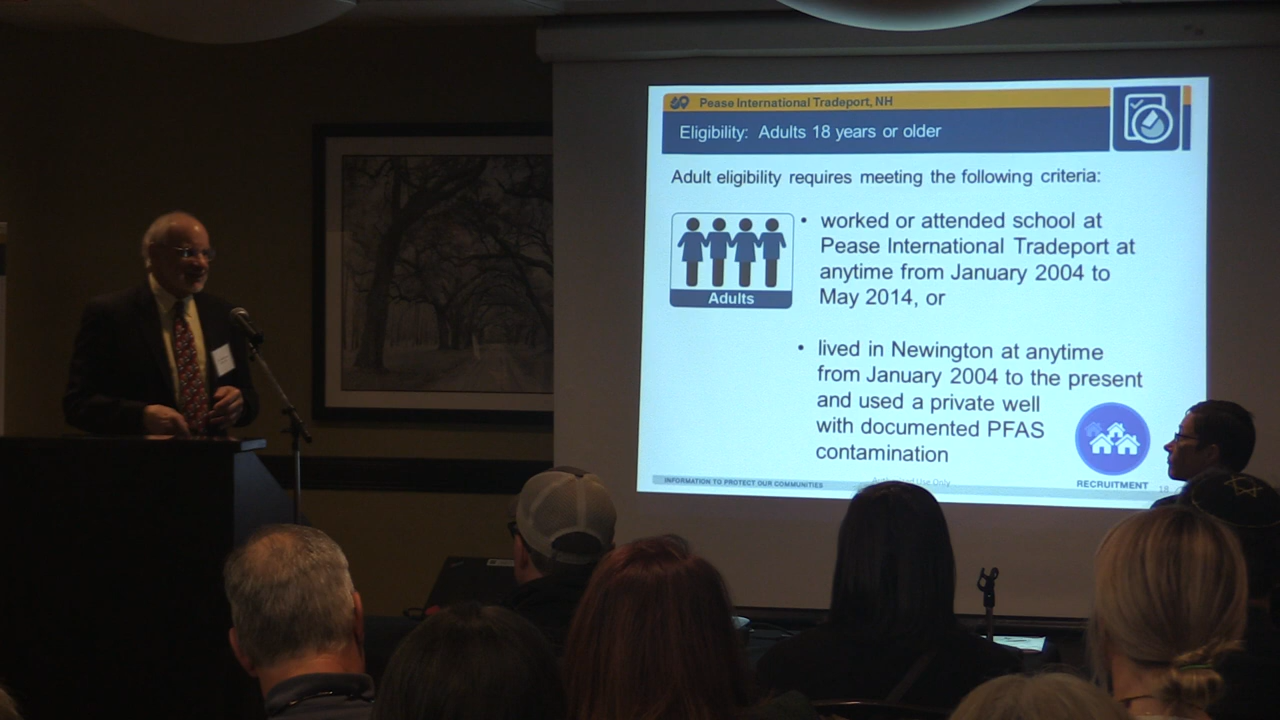 Pease International Tradeport, NH
Eligibility: Adults 18 years or older
Adult eligibility requires meeting the following criteria:
• worked or attended school at
Pease International Tradeport at
anytime from January 2004 to
May 2014, or
Adults
• lived in Newington at anytime
from January 2004 to the present
and used a private well
with documented PFAS
contamination
INFORMATION TO PROTECT OUR COMMUNITIES
Use Only
RECRUITMENT
18